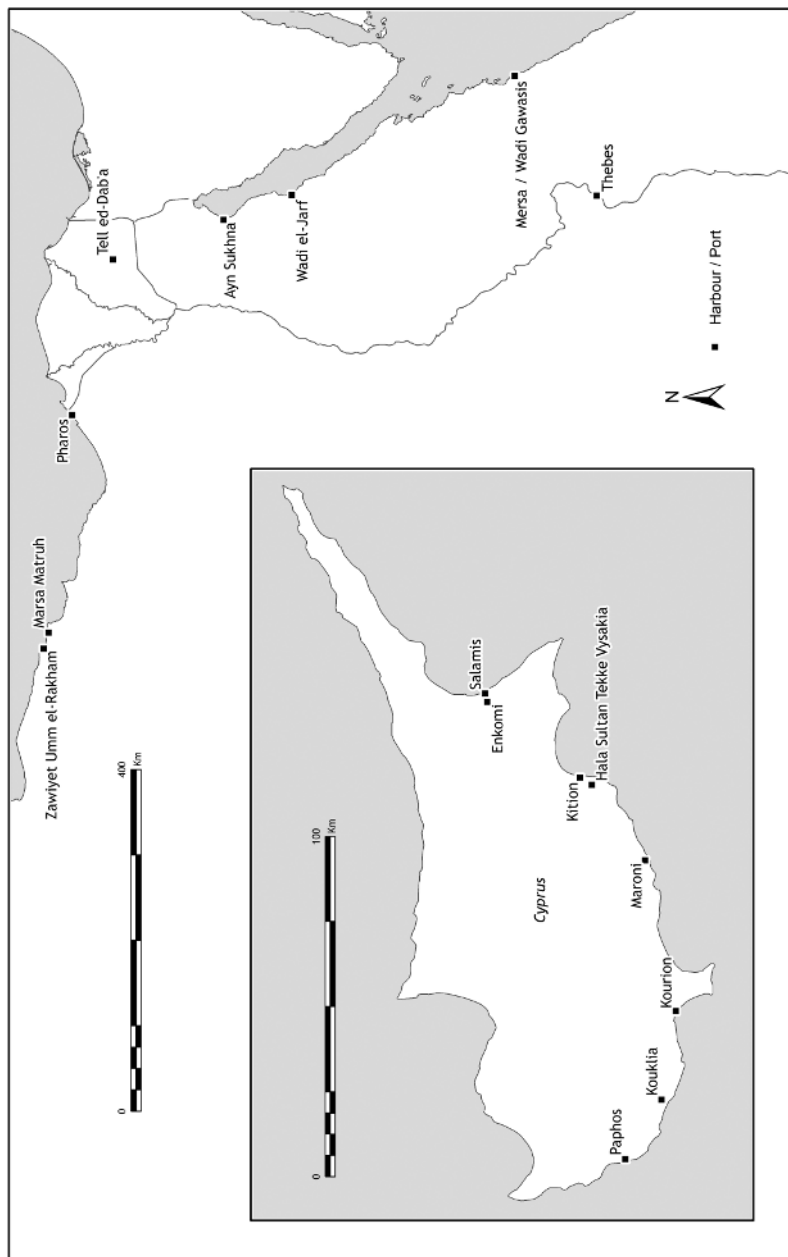 Zawiyet Umm el-Rakham
Marsa Matruh
Pharos
Tell ed-Dab'a
Ayn Sukhna
Wadi el-Jarf
Mersa / Wadi Gawasis
Thebes
0
400
Km
N
Harbour / Port
0
100
Km
Cyprus
Salamis
Enkomi
Kition
Hala Sultan Tekke Vysakia
Maroni
Kourion
Kouklia
Paphos